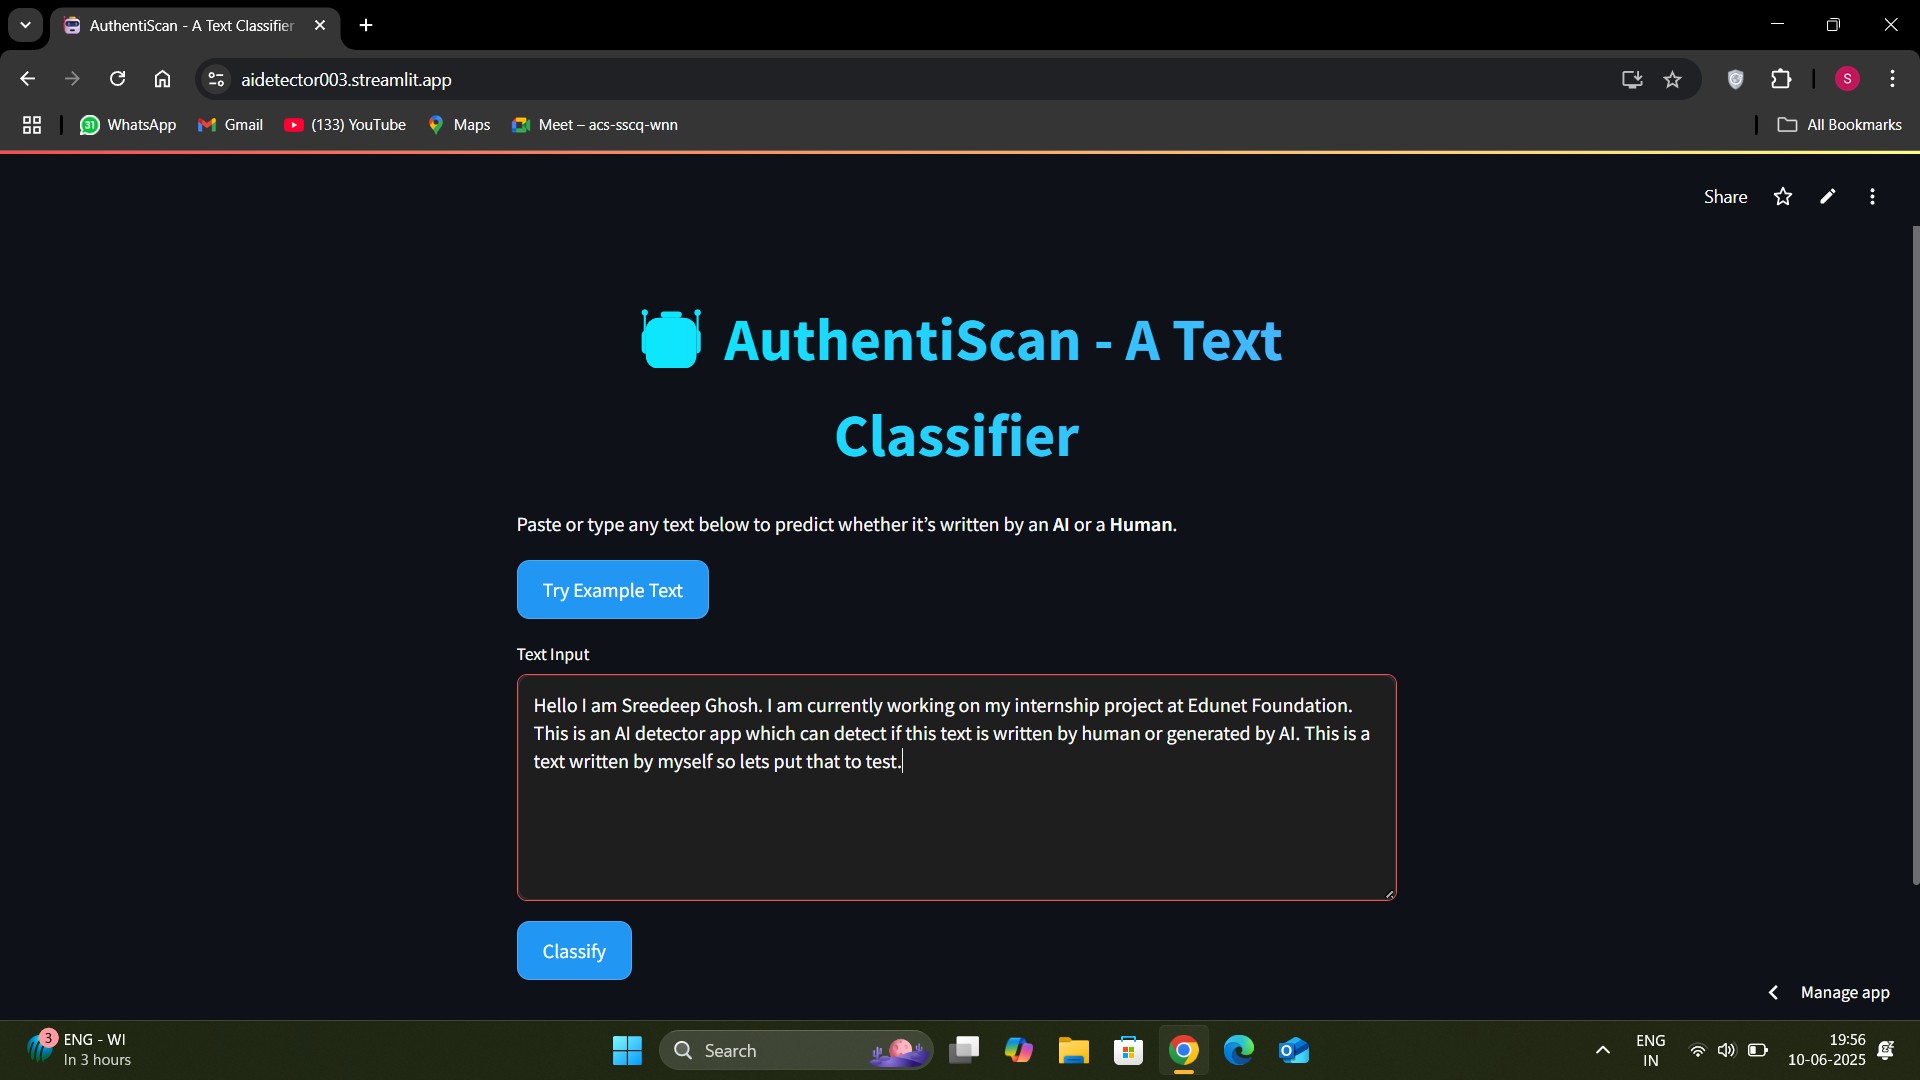 AuthentiScan - A Text Classifier
aidetector003.streamlit.app
S
31 WhatsApp
Gmail
(133) YouTube
Maps
Meet – acs-sscq-wnn
All Bookmarks
Share
AuthentiScan - A Text
Classifier
Paste or type any text below to predict whether it’s written by an AI or a Human.
Try Example Text
Text Input
Hello I am Sreedeep Ghosh. I am currently working on my internship project at Edunet Foundation.
This is an AI detector app which can detect if this text is written by human or generated by AI. This is a
text written by myself so lets put that to test.
Classify
Manage app
3
ENG - WI
In 3 hours
Search
ENG
IN
19:56
10-06-2025